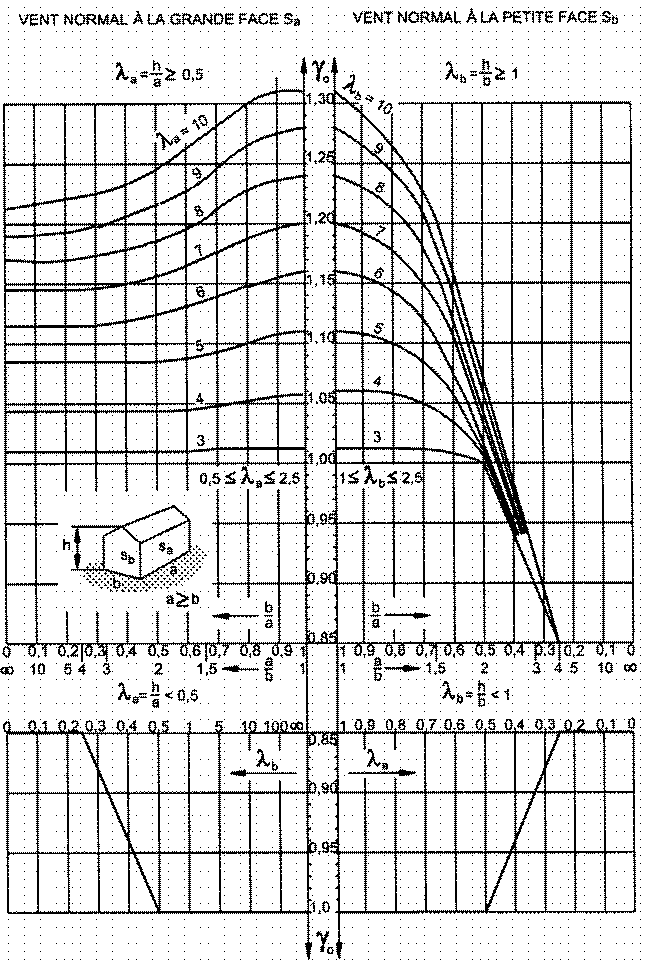 VENT NORMAL À LA GRANDE FACE Sa
VENT NORMAL À LA PETITE FACE Sb
λa = h/a ≥ 0,5
γo
λb = h/b ≥ 1
λa = 10
9
8
7
6
5
4
3
1,30
1,25
1,20
1,15
1,10
1,05
1,00
0,95
0,90
0,85
λb = 10
9
8
7
6
5
4
3
0,5 ≤ λa ≤ 2,5
1 ≤ λb ≤ 2,5
h
Sb
Sa
b
a
a ≥ b
b/a
b/a
0 0,1 0,2 0,3 0,4 0,5 0,6 0,7 0,8 0,9 1
1 0,9 0,8 0,7 0,6 0,5 0,4 0,3 0,2 0,1 0
∞ 10 5 4 3 2 1,5 a/b 1
1 a/b 1,5 2 3 4 5 10 ∞
λa = h/a < 0,5
λb = h/b < 1
0 0,1 0,2 0,3 0,4 0,5 1 5 10 100 ∞
0,85
1 0,9 0,8 0,7 0,6 0,5 0,4 0,3 0,2 0,1 0
λb
λa
0,90
0,95
1,0
γo